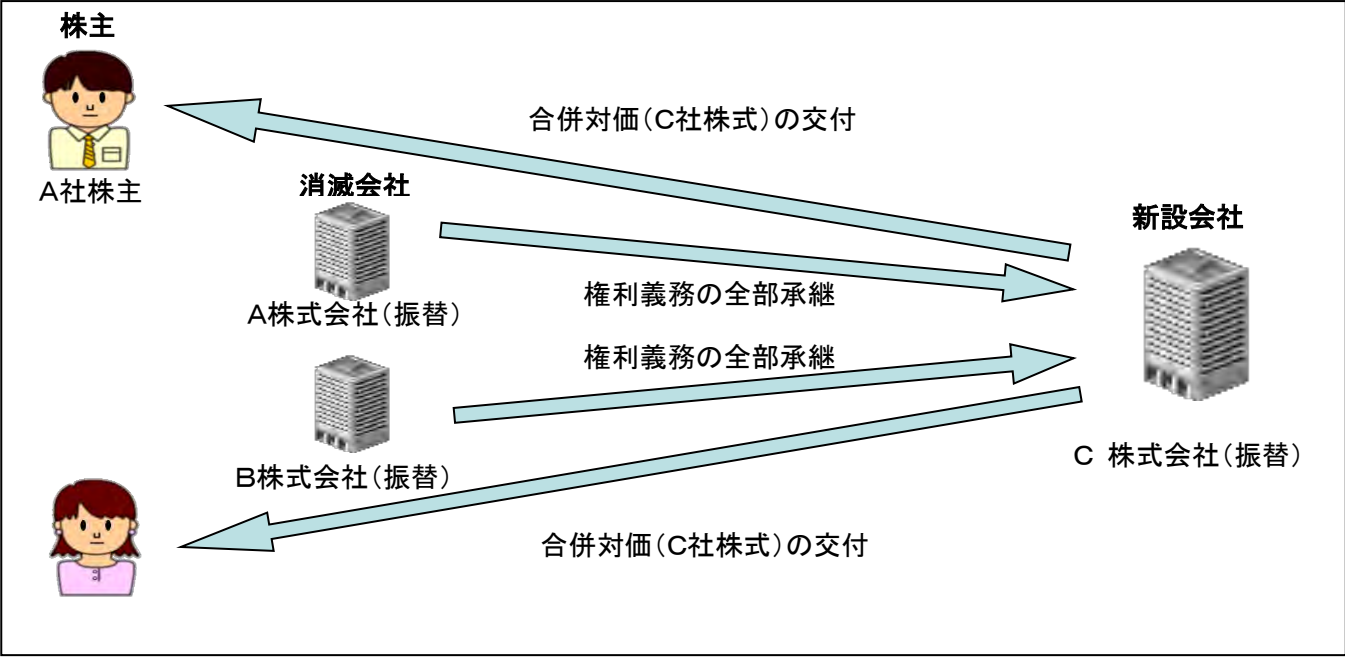 株主
A社株主
合併対価(C社株式)の交付
消滅会社
A株式会社(振替)
権利義務の全部承継
新設会社
権利義務の全部承継
B株式会社(振替)
C 株式会社(振替)
合併対価(C社株式)の交付